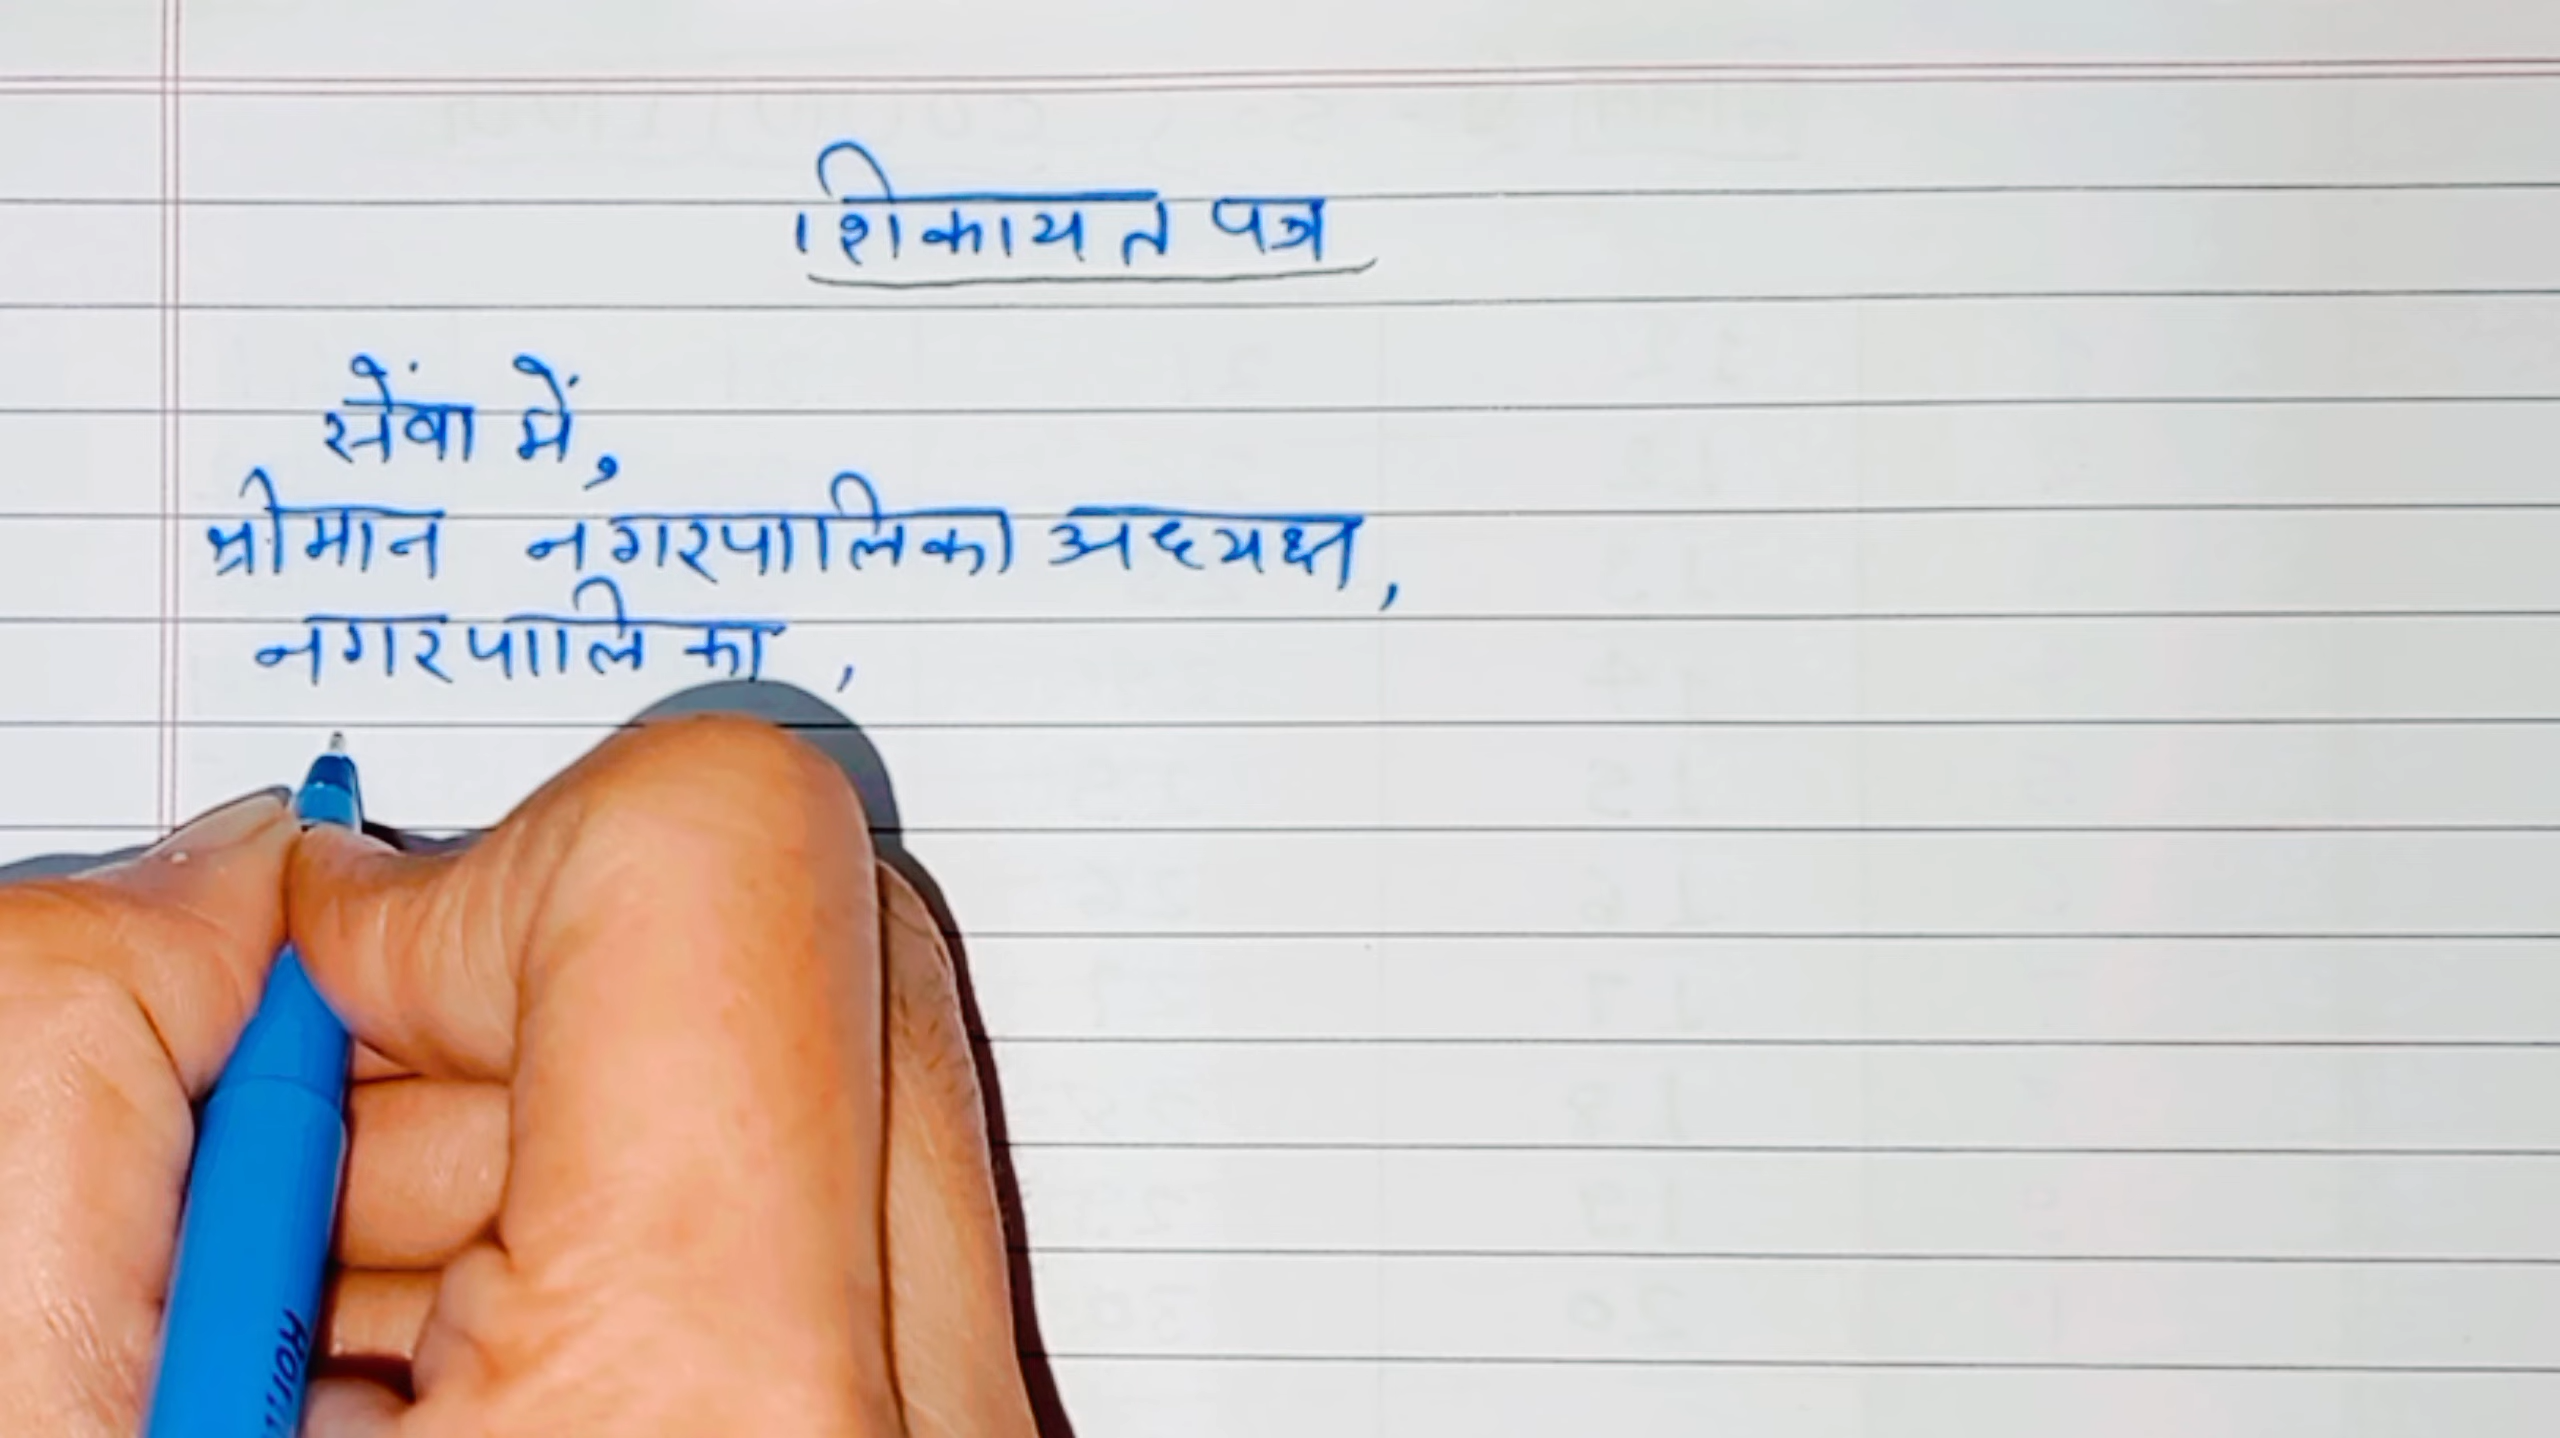 शिकायत पत्र
सेवां में,
श्रीमान नगरपालिका अध्यक्ष,
नगरपालिका,